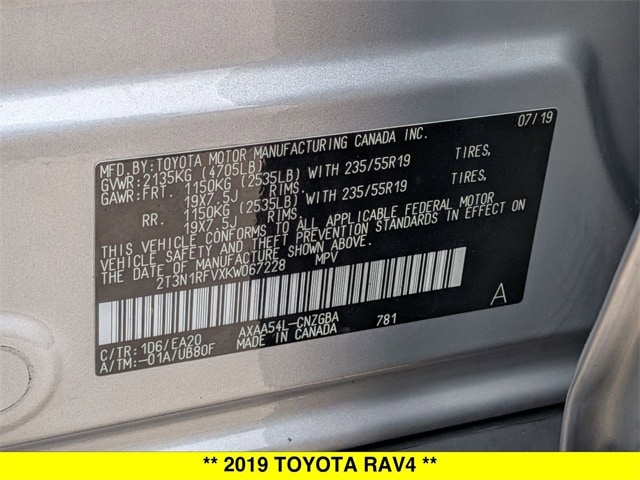 07/19
MFD.BY:TOYOTA MOTOR MANUFACTURING CANADA INC.
GVWR:2135KG (4705LB)
GAWR:FRT. 1150KG (2535LB) WITH 235/55R19 TIRES,
19X7.5J RIMS.
RR. 1150KG (2535LB) WITH 235/55R19 TIRES,
19X7.5J RIMS.
THIS VEHICLE CONFORMS TO ALL APPLICABLE FEDERAL MOTOR
VEHICLE SAFETY AND THEFT PREVENTION STANDARDS IN EFFECT ON
THE DATE OF MANUFACTURE SHOWN ABOVE.
2T3N1RFVXKW067228 MPV
A
C/TR:1D6/EA20 AXAA54L-CNZGBA 781
A/TM:-01A/UB80F MADE IN CANADA
** 2019 TOYOTA RAV4 **